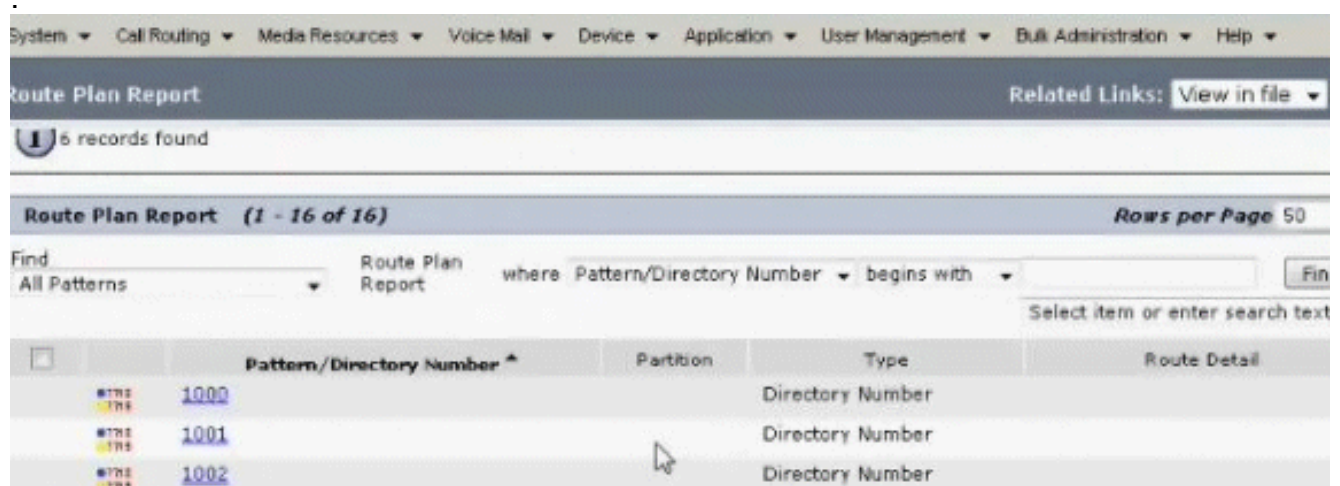 .
System Call Routing Media Resources Voice Mail Device Application User Management Bulk Administration Help
Route Plan Report Related Links: View in file
6 records found
Route Plan Report (1 - 16 of 16) Rows per Page 50
Find All Patterns Route Plan Report where Pattern/Directory Number begins with Fin
Select item or enter search text
Pattern/Directory Number Partition Type Route Detail
1000 Directory Number
1001 Directory Number
1002 Directory Number